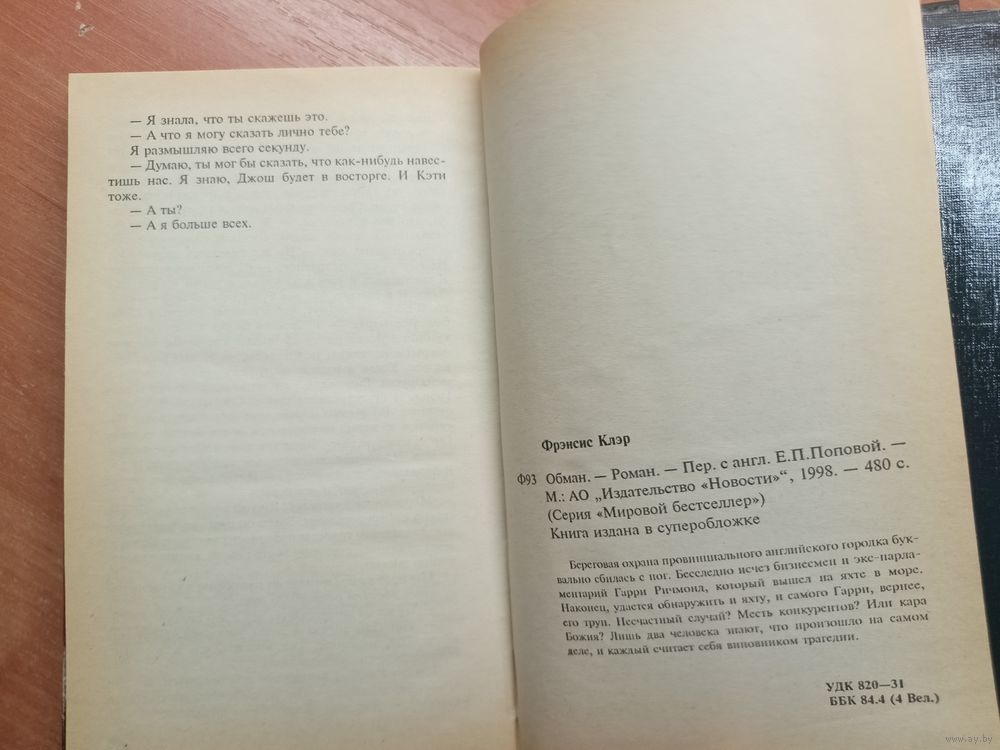 — Я знала, что ты скажешь это.
— А что я могу сказать лично тебе?
Я размышляю всего секунду.
— Думаю, ты мог бы сказать, что как-нибудь навес-
тишь нас. Я знаю, Джош будет в восторге. И Кэти
тоже.
— А ты?
— А я больше всех.
Фрэнсис Клэр
Ф93 Обман. — Роман. — Пер. с англ. Е.П.Поповой. —
М.: АО „Издательство «Новости»“, 1998. — 480 с.
(Серия «Мировой бестселлер»)
Книга издана в суперобложке
Береговая охрана провинциального английского городка бук-
вально сбилась с ног. Бесследно исчез бизнесмен и экс-парла-
ментарий Гарри Ричмонд, который вышел на яхте в море.
Наконец, удается обнаружить и яхту, и самого Гарри, вернее,
его труп. Несчастный случай? Месть конкурентов? Или кара
Божия? Лишь два человека знают, что произошло на самом
деле, и каждый считает себя виновником трагедии.
УДК 820—31
ББК 84.4 (4 Вел.)
www.ay.by